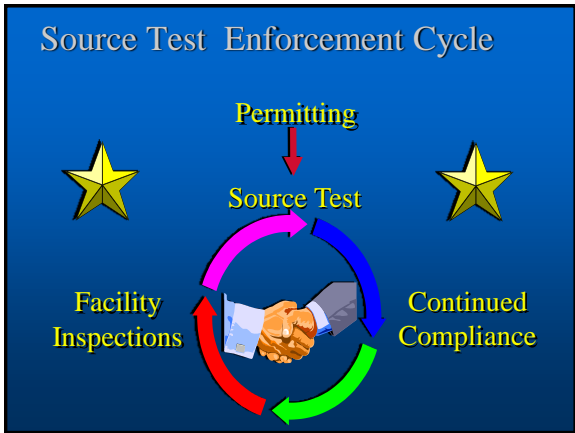 Source Test  Enforcement Cycle
Permitting
Source Test
Facility
Inspections
Continued
Compliance